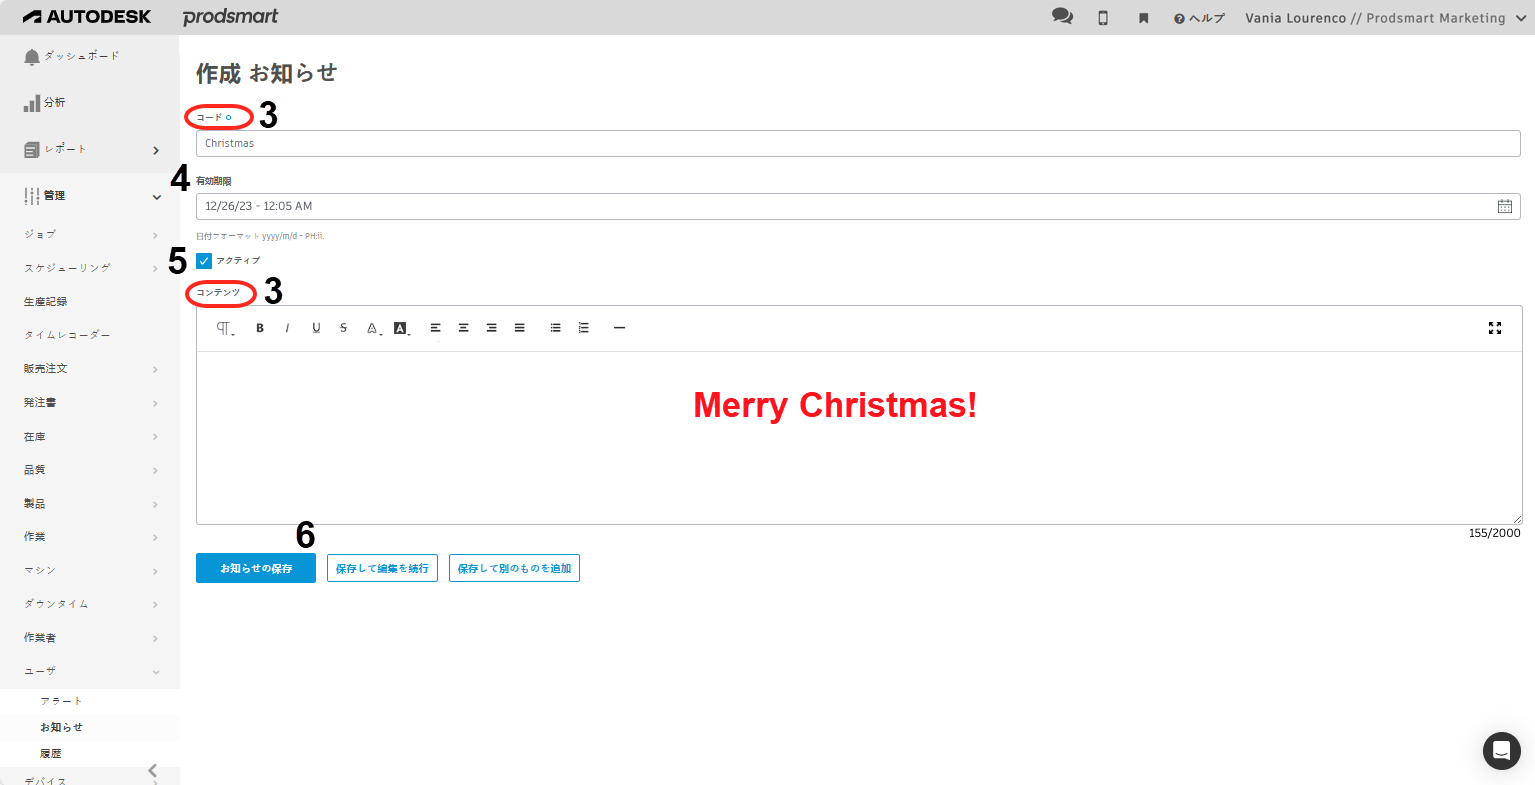 AUTODESK prodsmart ヘルプ Vania Lourenco // Prodsmart Marketing
ダッシュボード
分析
レポート
管理
ジョブ
スケジューリング
生産記録
タイムレコーダー
販売注文
発注書
在庫
品質
製品
作業
マシン
ダウンタイム
作業者
ユーザ
アラート
お知らせ
履歴
デバイス
作成 お知らせ
コード 3
Christmas
4 有効期限
12/26/23 - 12:05 AM
日付フォーマット yyyy/m/d - PH:ii.
5 アクティブ
コンテンツ 3
B I U S A A
Merry Christmas!
155/2000
6
お知らせの保存 保存して編集を続行 保存して別のものを追加